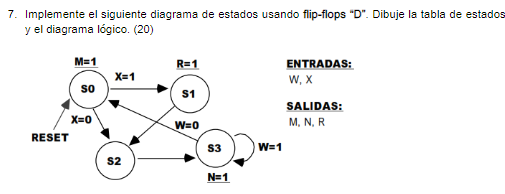 7. Implemente el siguiente diagrama de estados usando flip-flops “D”. Dibuje la tabla de estados
y el diagrama lógico. (20)
M=1
R=1
ENTRADAS:
X=1
W, X
S0
S1
SALIDAS:
X=0
W=0
M, N, R
RESET
S3
W=1
S2
N=1